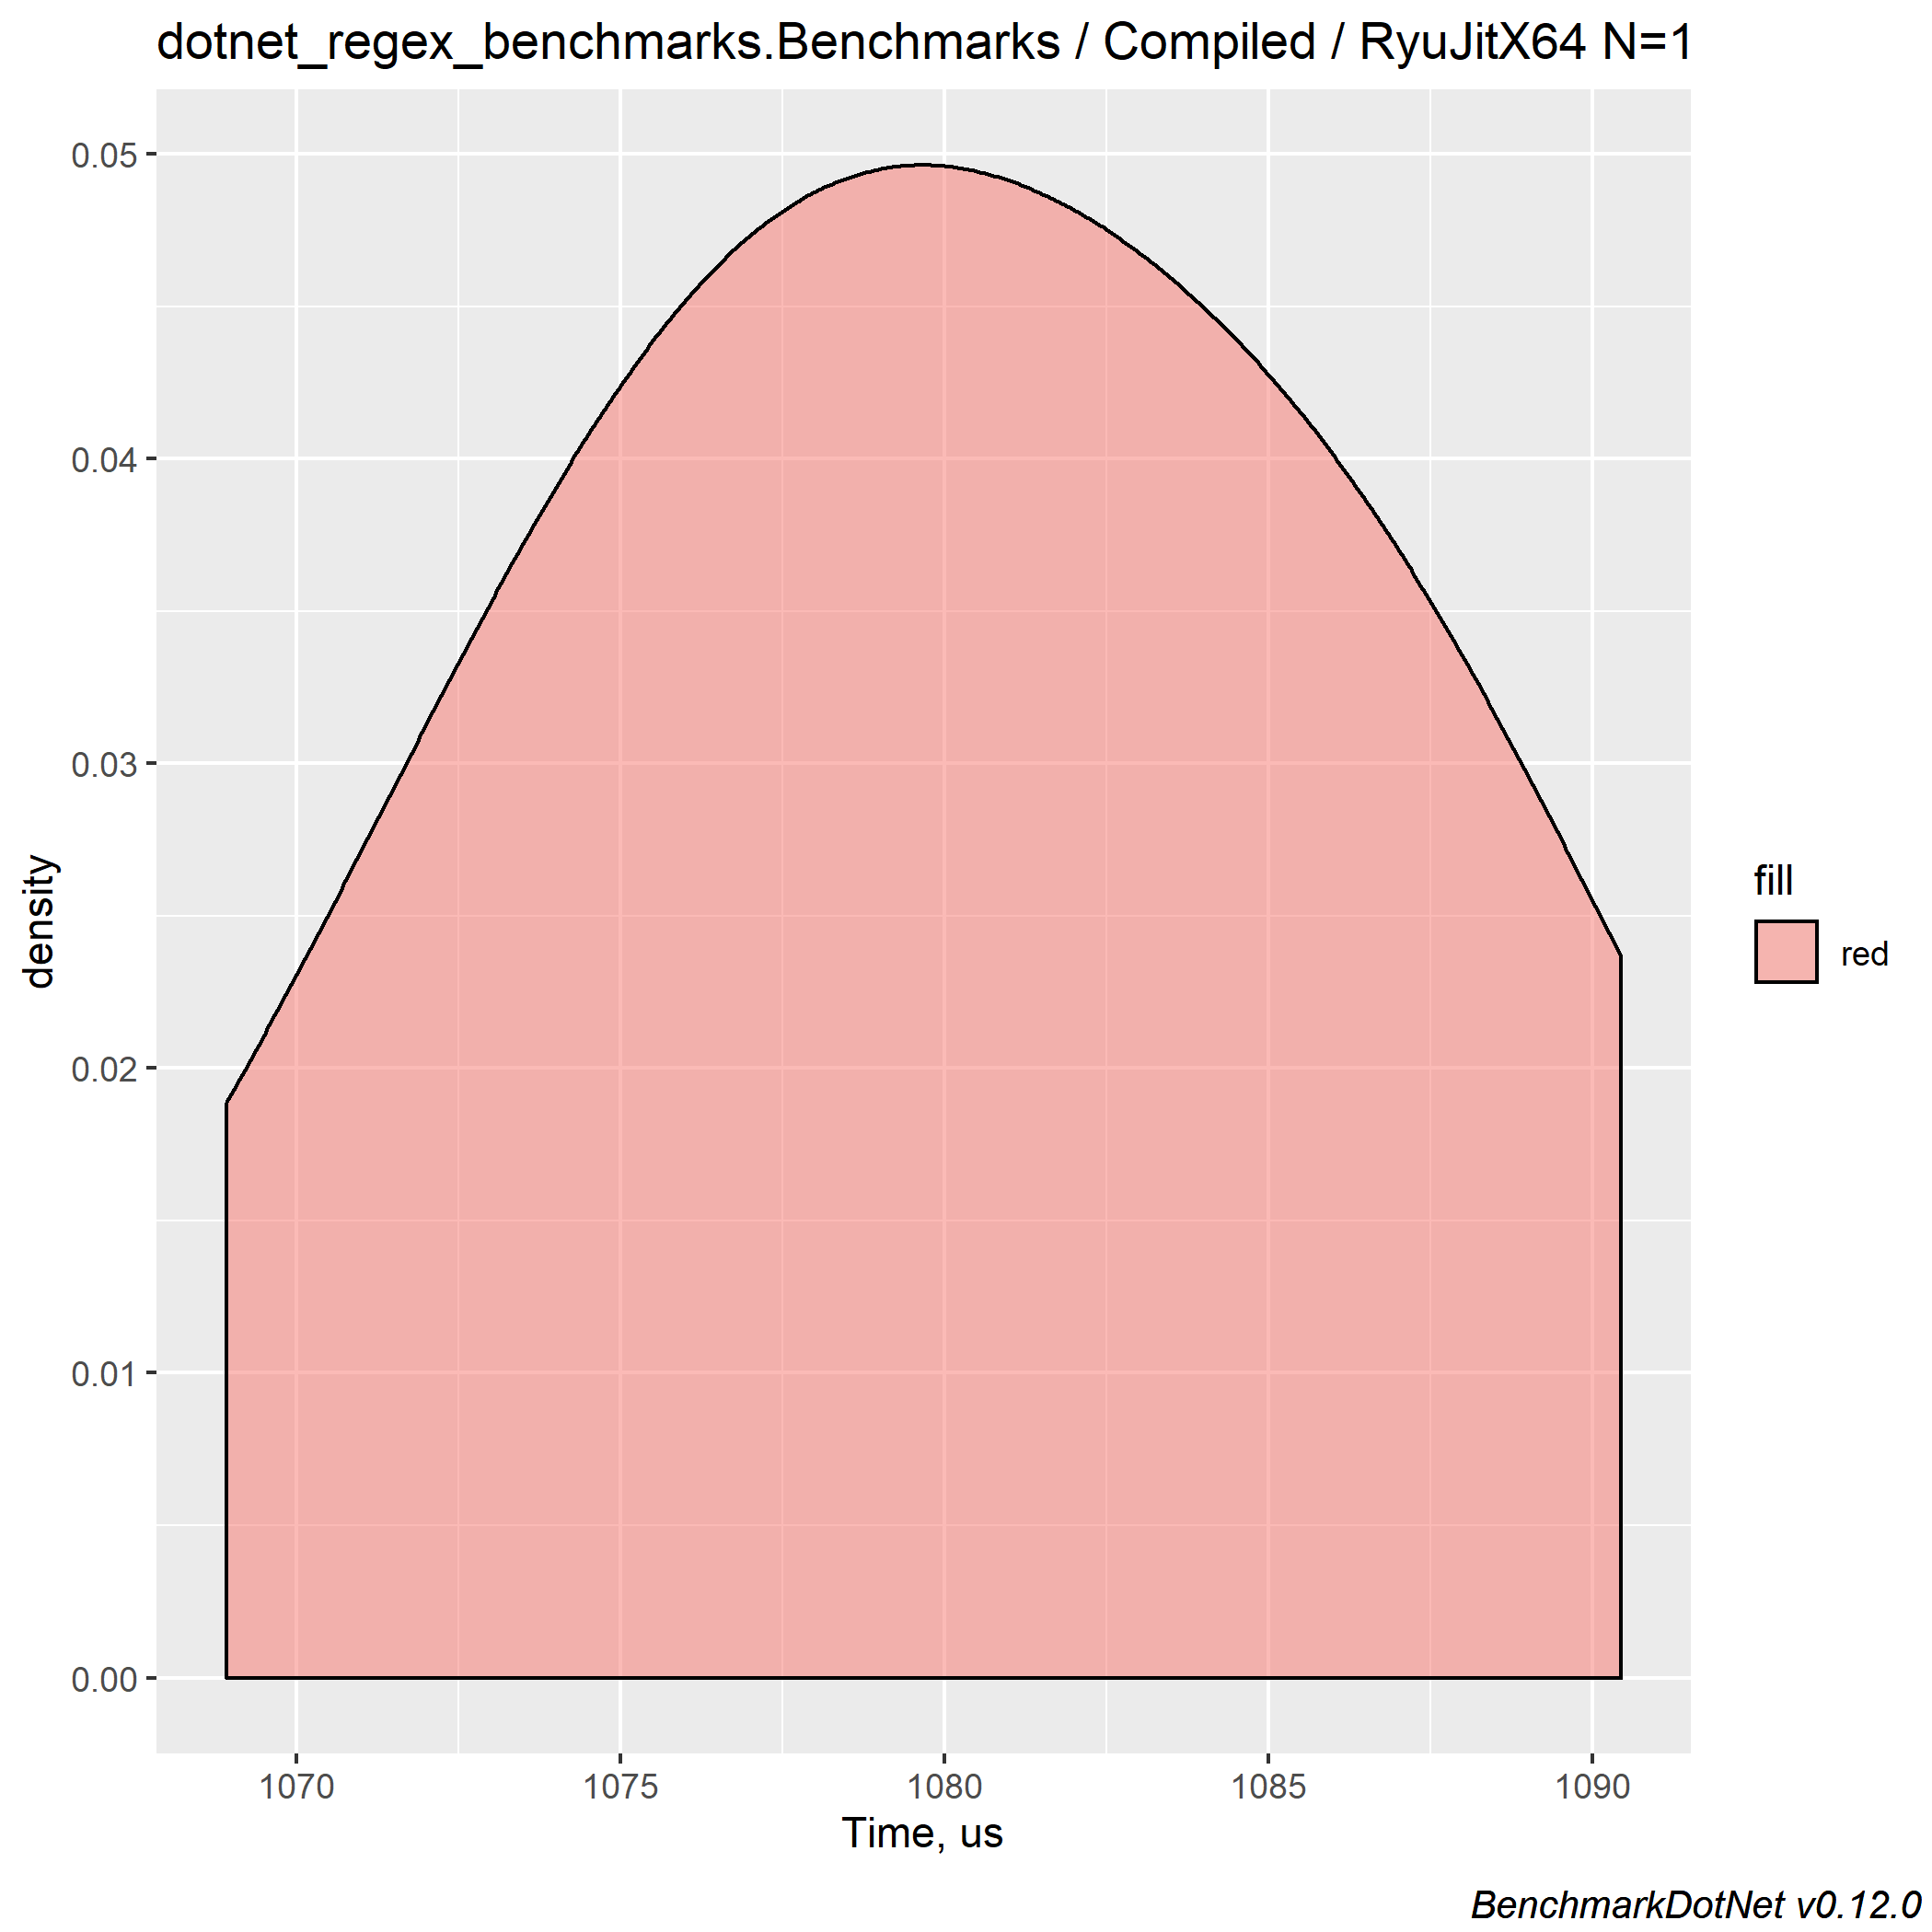 dotnet_regex_benchmarks.Benchmarks / Compiled / RyuJitX64 N=1
density
0.05
0.04
0.03
0.02
0.01
0.00
1070 1075 1080 1085 1090
Time, us
fill
red
BenchmarkDotNet v0.12.0